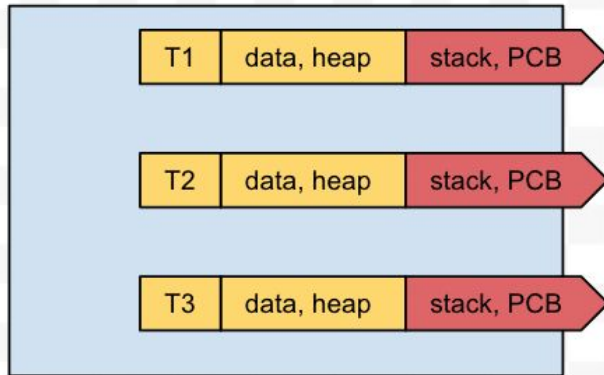 T1 data, heap stack, PCB
T2 data, heap stack, PCB
T3 data, heap stack, PCB